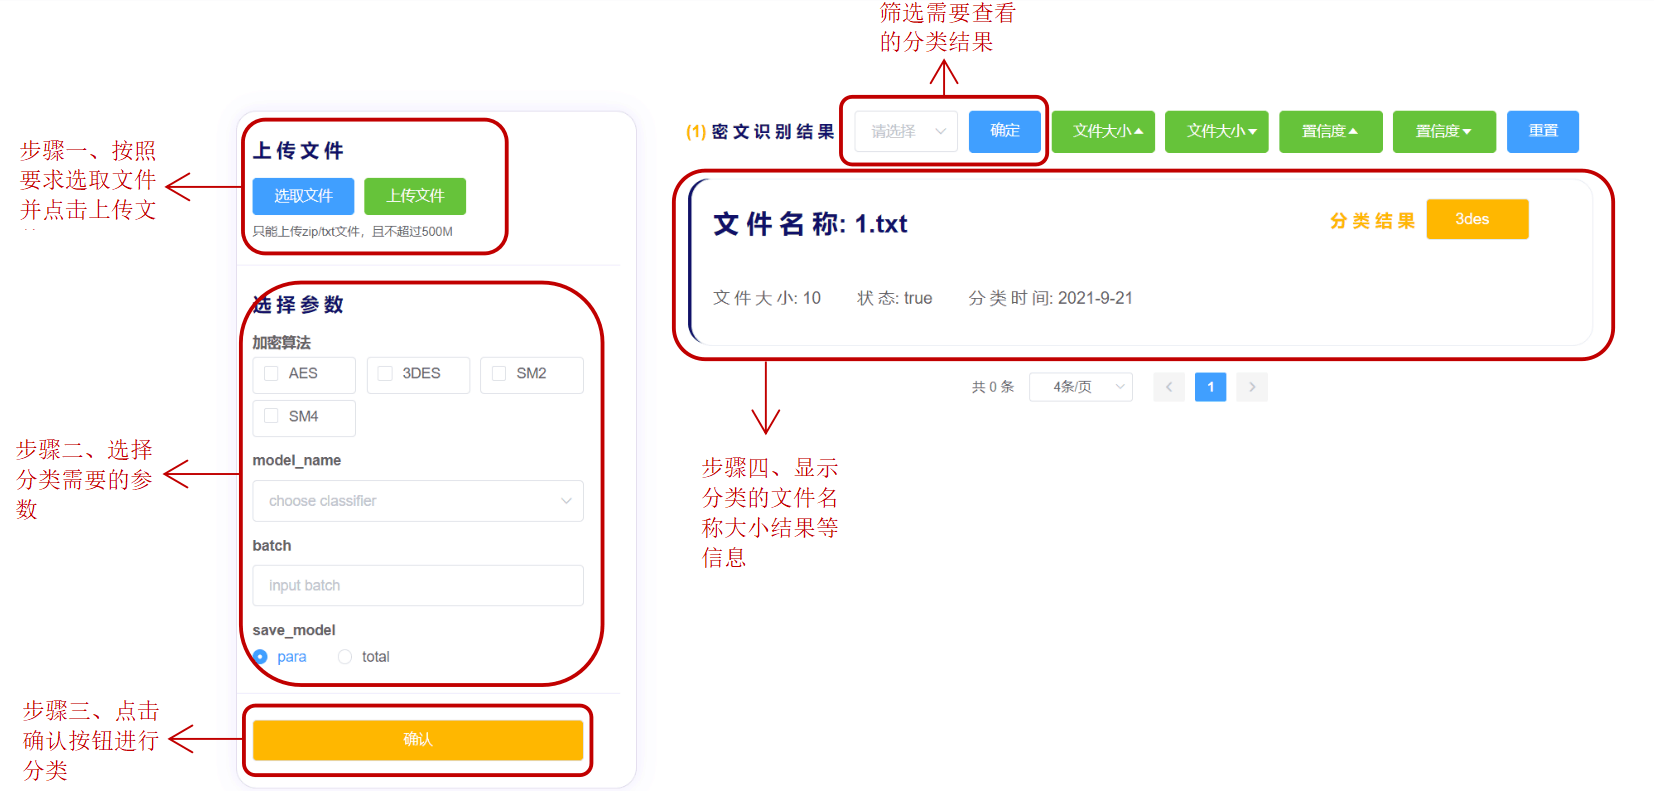 筛选需要查看
的分类结果
步骤一、按照
要求选取文件
并点击上传文
上传文件
选取文件 上传文件
只能上传zip/txt文件，且不超过500M
选择参数
加密算法
AES 3DES SM2
SM4
model_name
choose classifier
batch
input batch
save_model
para total
确认
步骤二、选择
分类需要的参
数
步骤三、点击
确认按钮进行
分类
(1) 密文识别结果 请选择 确定 文件大小 文件大小 置信度 置信度 重置
文件名称: 1.txt 分类结果 3des
文件大小: 10 状态: true 分类时间: 2021-9-21
共 0 条 4条/页 1
步骤四、显示
分类的文件名
称大小结果等
信息